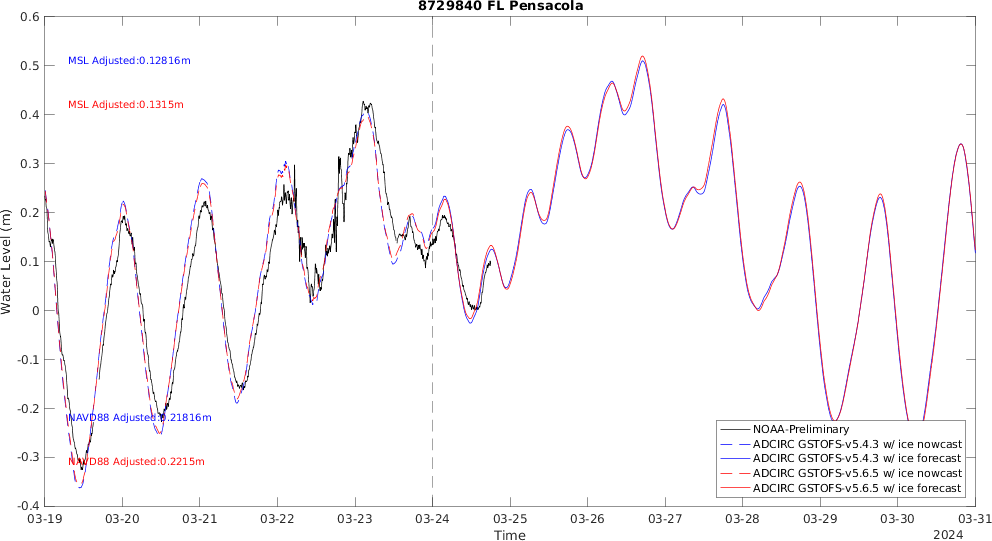 8729840 FL Pensacola
0.6
0.5
0.4
0.3
0.2
0.1
0
-0.1
-0.2
-0.3
-0.4
Water Level (m)
MSL Adjusted:0.12816m
MSL Adjusted:0.1315m
NAVD88 Adjusted:0.21816m
NAVD88 Adjusted:0.2215m
NOAA-Preliminary
ADCIRC GSTOFS-v5.4.3 w/ ice nowcast
ADCIRC GSTOFS-v5.4.3 w/ ice forecast
ADCIRC GSTOFS-v5.6.5 w/ ice nowcast
ADCIRC GSTOFS-v5.6.5 w/ ice forecast
03-19 03-20 03-21 03-22 03-23 03-24 03-25 03-26 03-27 03-28 03-29 03-30 03-31
Time
2024